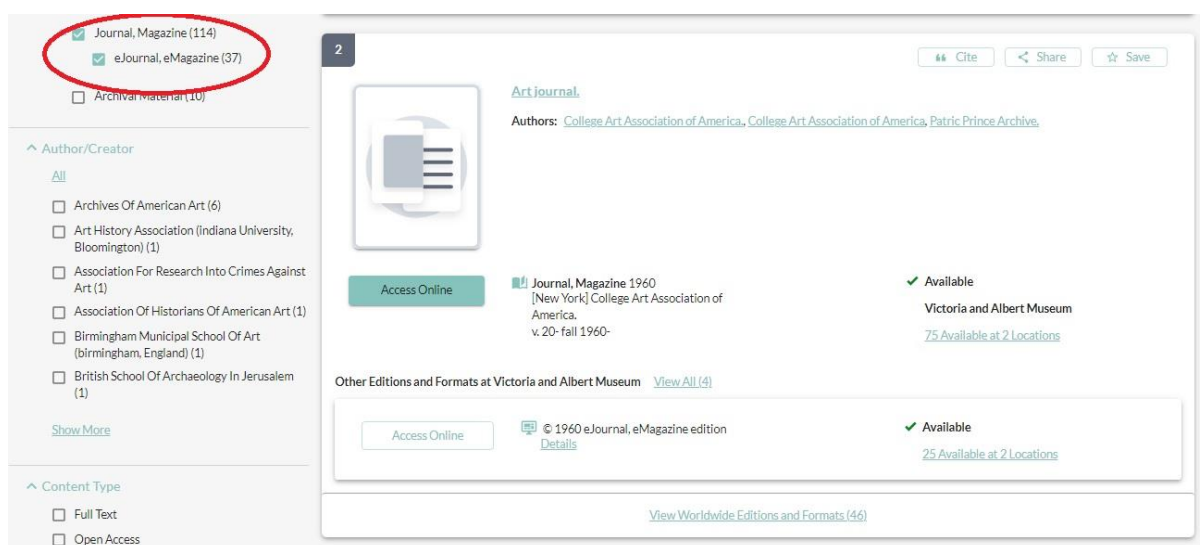 Journal, Magazine (114)
eJournal, eMagazine (37)
Archival Material (10)
Author/Creator
All
Archives Of American Art (6)
Art History Association (indiana University,
Bloomington) (1)
Association For Research Into Crimes Against
Art (1)
Association Of Historians Of American Art (1)
Birmingham Municipal School Of Art
(birmingham, England) (1)
British School Of Archaeology In Jerusalem
(1)
Show More
Content Type
Full Text
Open Access
2
Cite
Share
Save
Art journal.
Authors: College Art Association of America., College Art Association of America, Patric Prince Archive,
Access Online
Journal, Magazine 1960
[New York] College Art Association of
America.
v. 20- fall 1960-
Available
Victoria and Albert Museum
75 Available at 2 Locations
Other Editions and Formats at Victoria and Albert Museum View All (4)
Access Online
© 1960 eJournal, eMagazine edition
Details
Available
25 Available at 2 Locations
View Worldwide Editions and Formats (46)